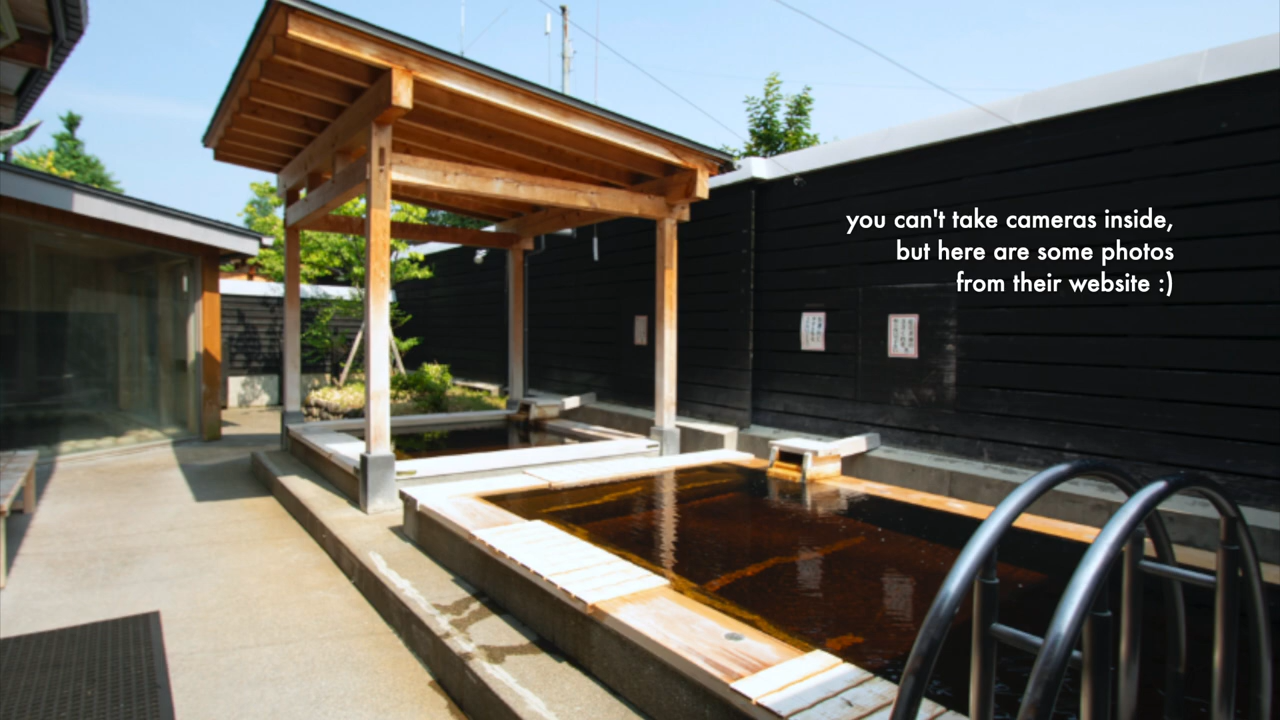 you can't take cameras inside,
but here are some photos
from their website :)